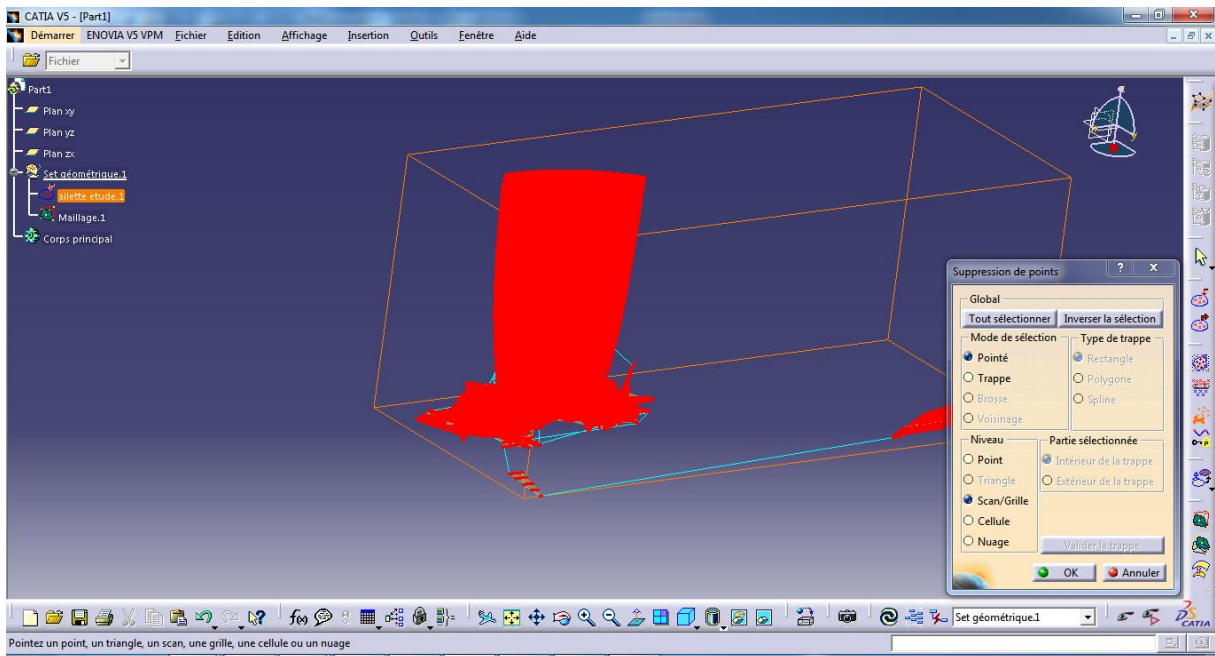 CATIA V5 - [Part1]
Démarrer ENOVIA V5 VPM Fichier Edition Affichage Insertion Outils Fenêtre Aide
Fichier
Part1
Plan xy
Plan yz
Plan zx
Set géométrique.1
ailette etude.1
Maillage.1
Corps principal
Suppression de points
Global
Tout sélectionner Inverser la sélection
Mode de sélection Type de trappe
Pointé Rectangle
Trappe Polygone
Brosse Spline
Voisinage
Niveau Partie sélectionnée
Point Intérieur de la trappe
Triangle Extérieur de la trappe
Scan/Grille
Cellule
Nuage Valider la trappe
OK Annuler
Set géométrique.1
CATIA
Pointez un point, un triangle, un scan, une grille, une cellule ou un nuage